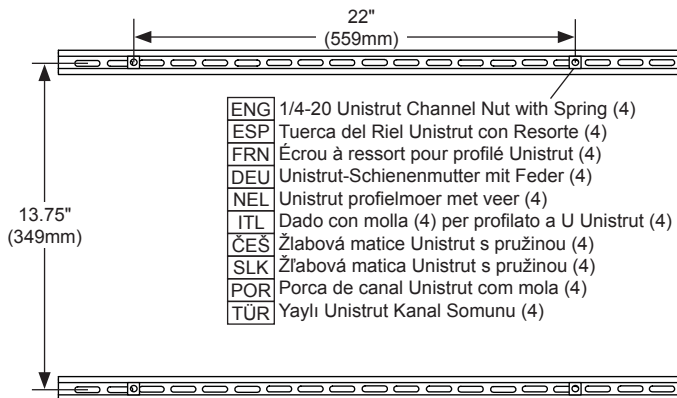 22"
(559mm)
ENG 1/4-20 Unistrut Channel Nut with Spring (4)
ESP Tuerca del Riel Unistrut con Resorte (4)
FRN Écrou à ressort pour profilé Unistrut (4)
DEU Unistrut-Schienenmutter mit Feder (4)
NEL Unistrut profielmoer met veer (4)
ITL Dado con molla (4) per profilato a U Unistrut (4)
ČEŠ Žlabová matice Unistrut s pružinou (4)
SLK Žľabová matica Unistrut s pružinou (4)
POR Porca de canal Unistrut com mola (4)
TÜR Yaylı Unistrut Kanal Somunu (4)
13.75"
(349mm)